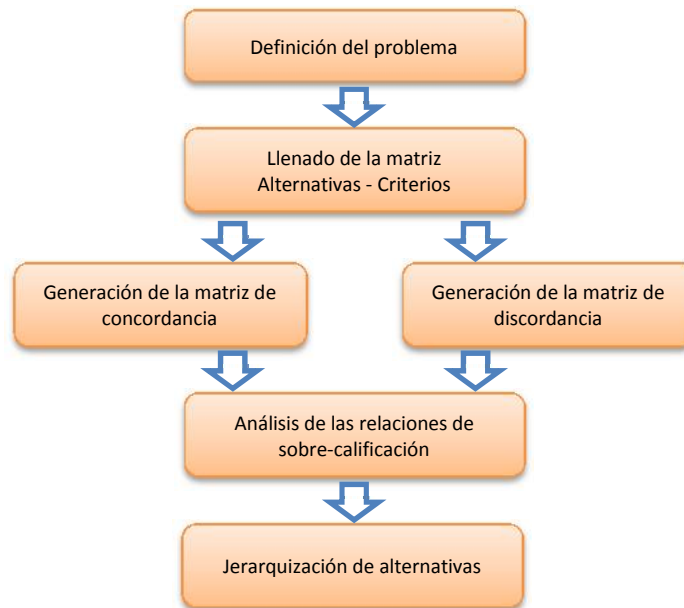 Definición del problema
Llenado de la matriz
Alternativas - Criterios
Generación de la matriz de
concordancia
Generación de la matriz de
discordancia
Análisis de las relaciones de
sobre-calificación
Jerarquización de alternativas